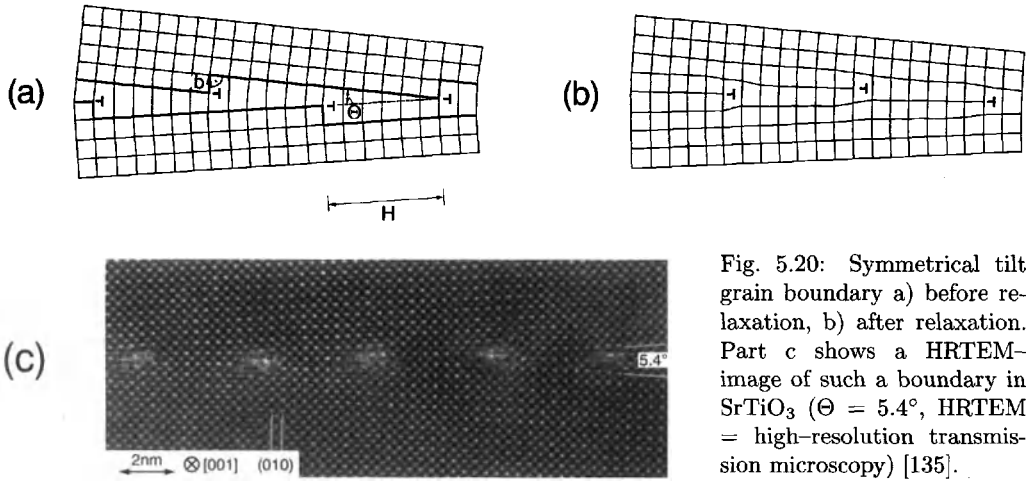 (a)
b
Θ
H
(b)
(c)
5.4°
2nm ⊗ [001] (010)
Fig. 5.20: Symmetrical tilt
grain boundary a) before re-
laxation, b) after relaxation.
Part c shows a HRTEM–
image of such a boundary in
SrTiO₃ (Θ = 5.4°, HRTEM
= high–resolution transmis-
sion microscopy) [135].